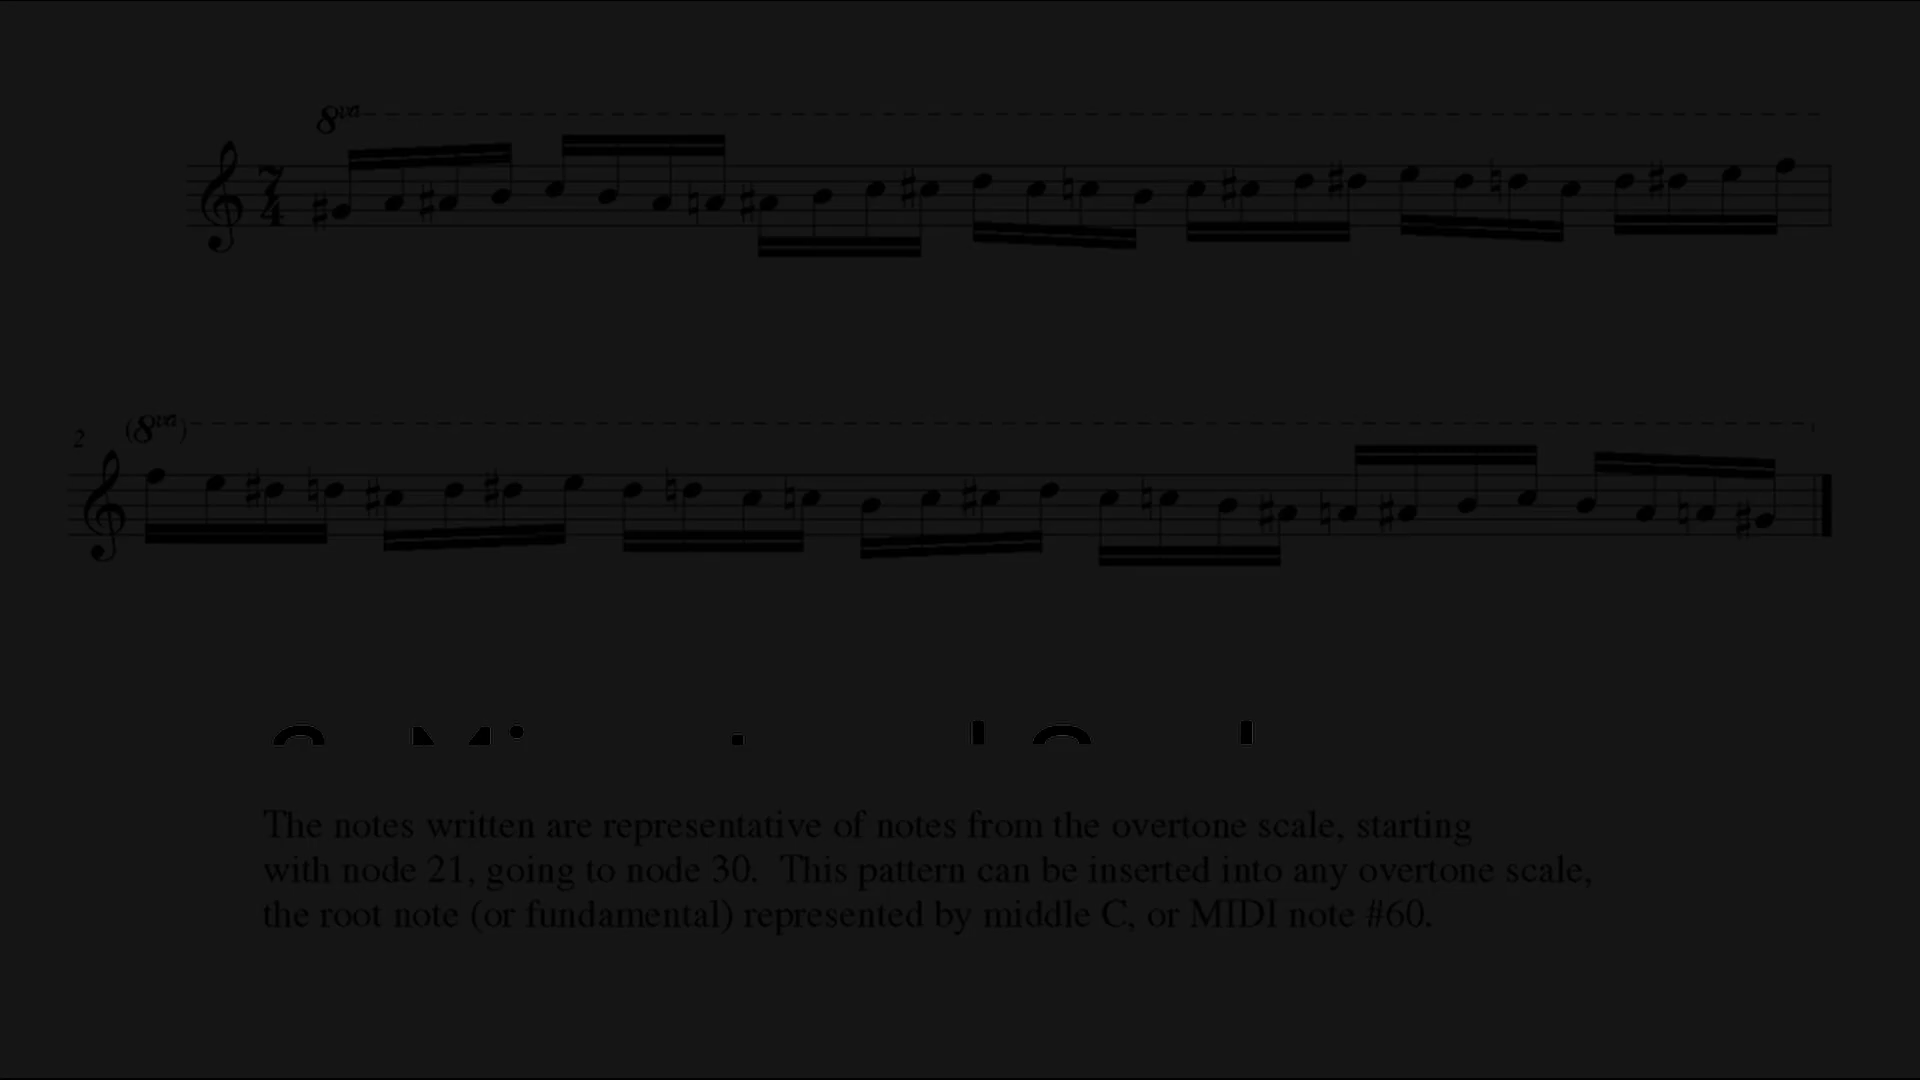 8va
7
4
2
(8va)
The notes written are representative of notes from the overtone scale, starting
with node 21, going to node 30. This pattern can be inserted into any overtone scale,
the root note (or fundamental) represented by middle C, or MIDI note #60.